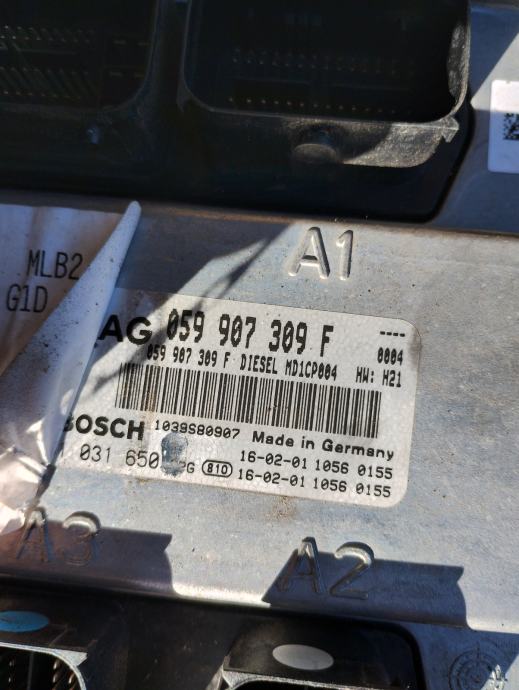 A1
MLB2
G1D
AG 059 907 309 F ----
059 907 309 F DIESEL MD1CP004 0004
HW: H21
BOSCH 1039S80907 Made in Germany
031 650 PG 810 16-02-01 1056 0155
16-02-01 1056 0155
A3
A2